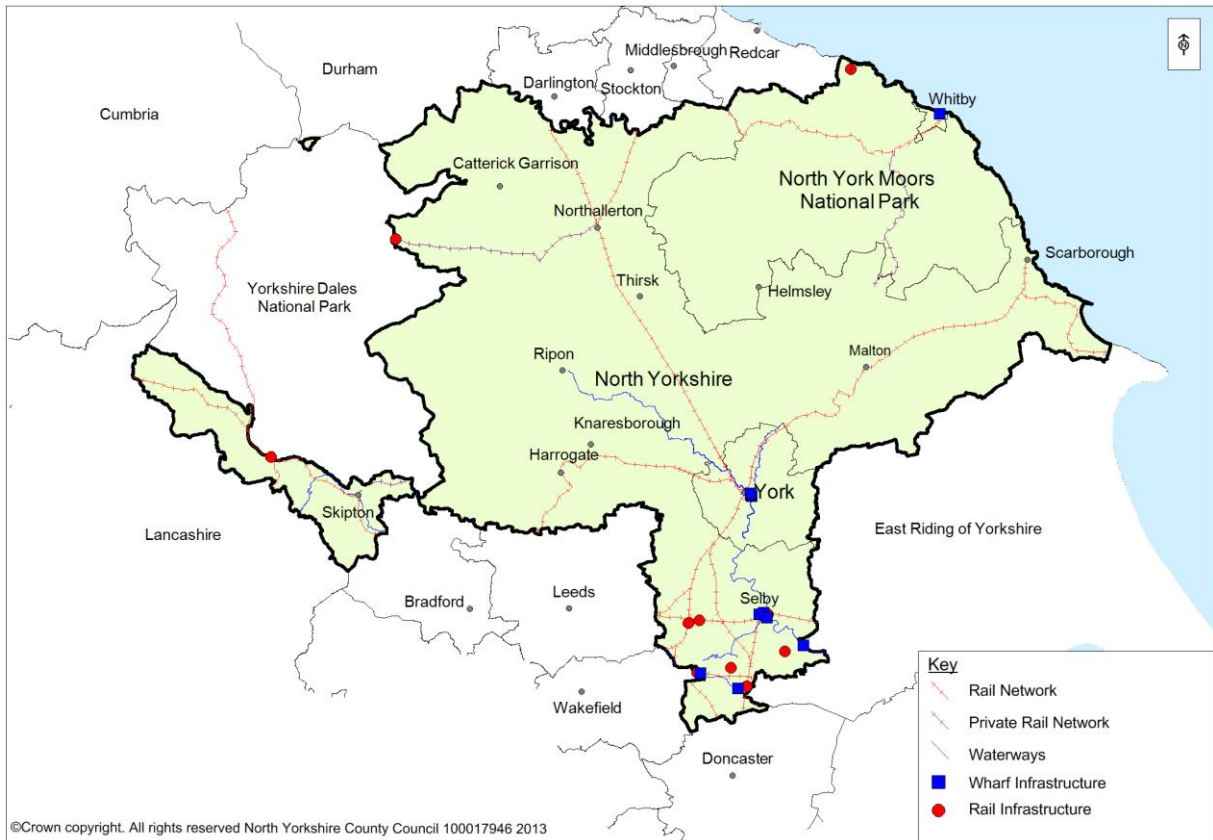 Redcar
Middlesbrough
Durham
Darlington
Stockton
Cumbria
Whitby
Catterick Garrison
North York Moors
National Park
Northallerton
Scarborough
Thirsk
Helmsley
Yorkshire Dales
National Park
Malton
Ripon
North Yorkshire
Knaresborough
Harrogate
York
Skipton
East Riding of Yorkshire
Lancashire
Bradford
Leeds
Selby
Wakefield
Doncaster
Key
Rail Network
Private Rail Network
Waterways
Wharf Infrastructure
Rail Infrastructure
N
©Crown copyright. All rights reserved North Yorkshire County Council 100017946 2013